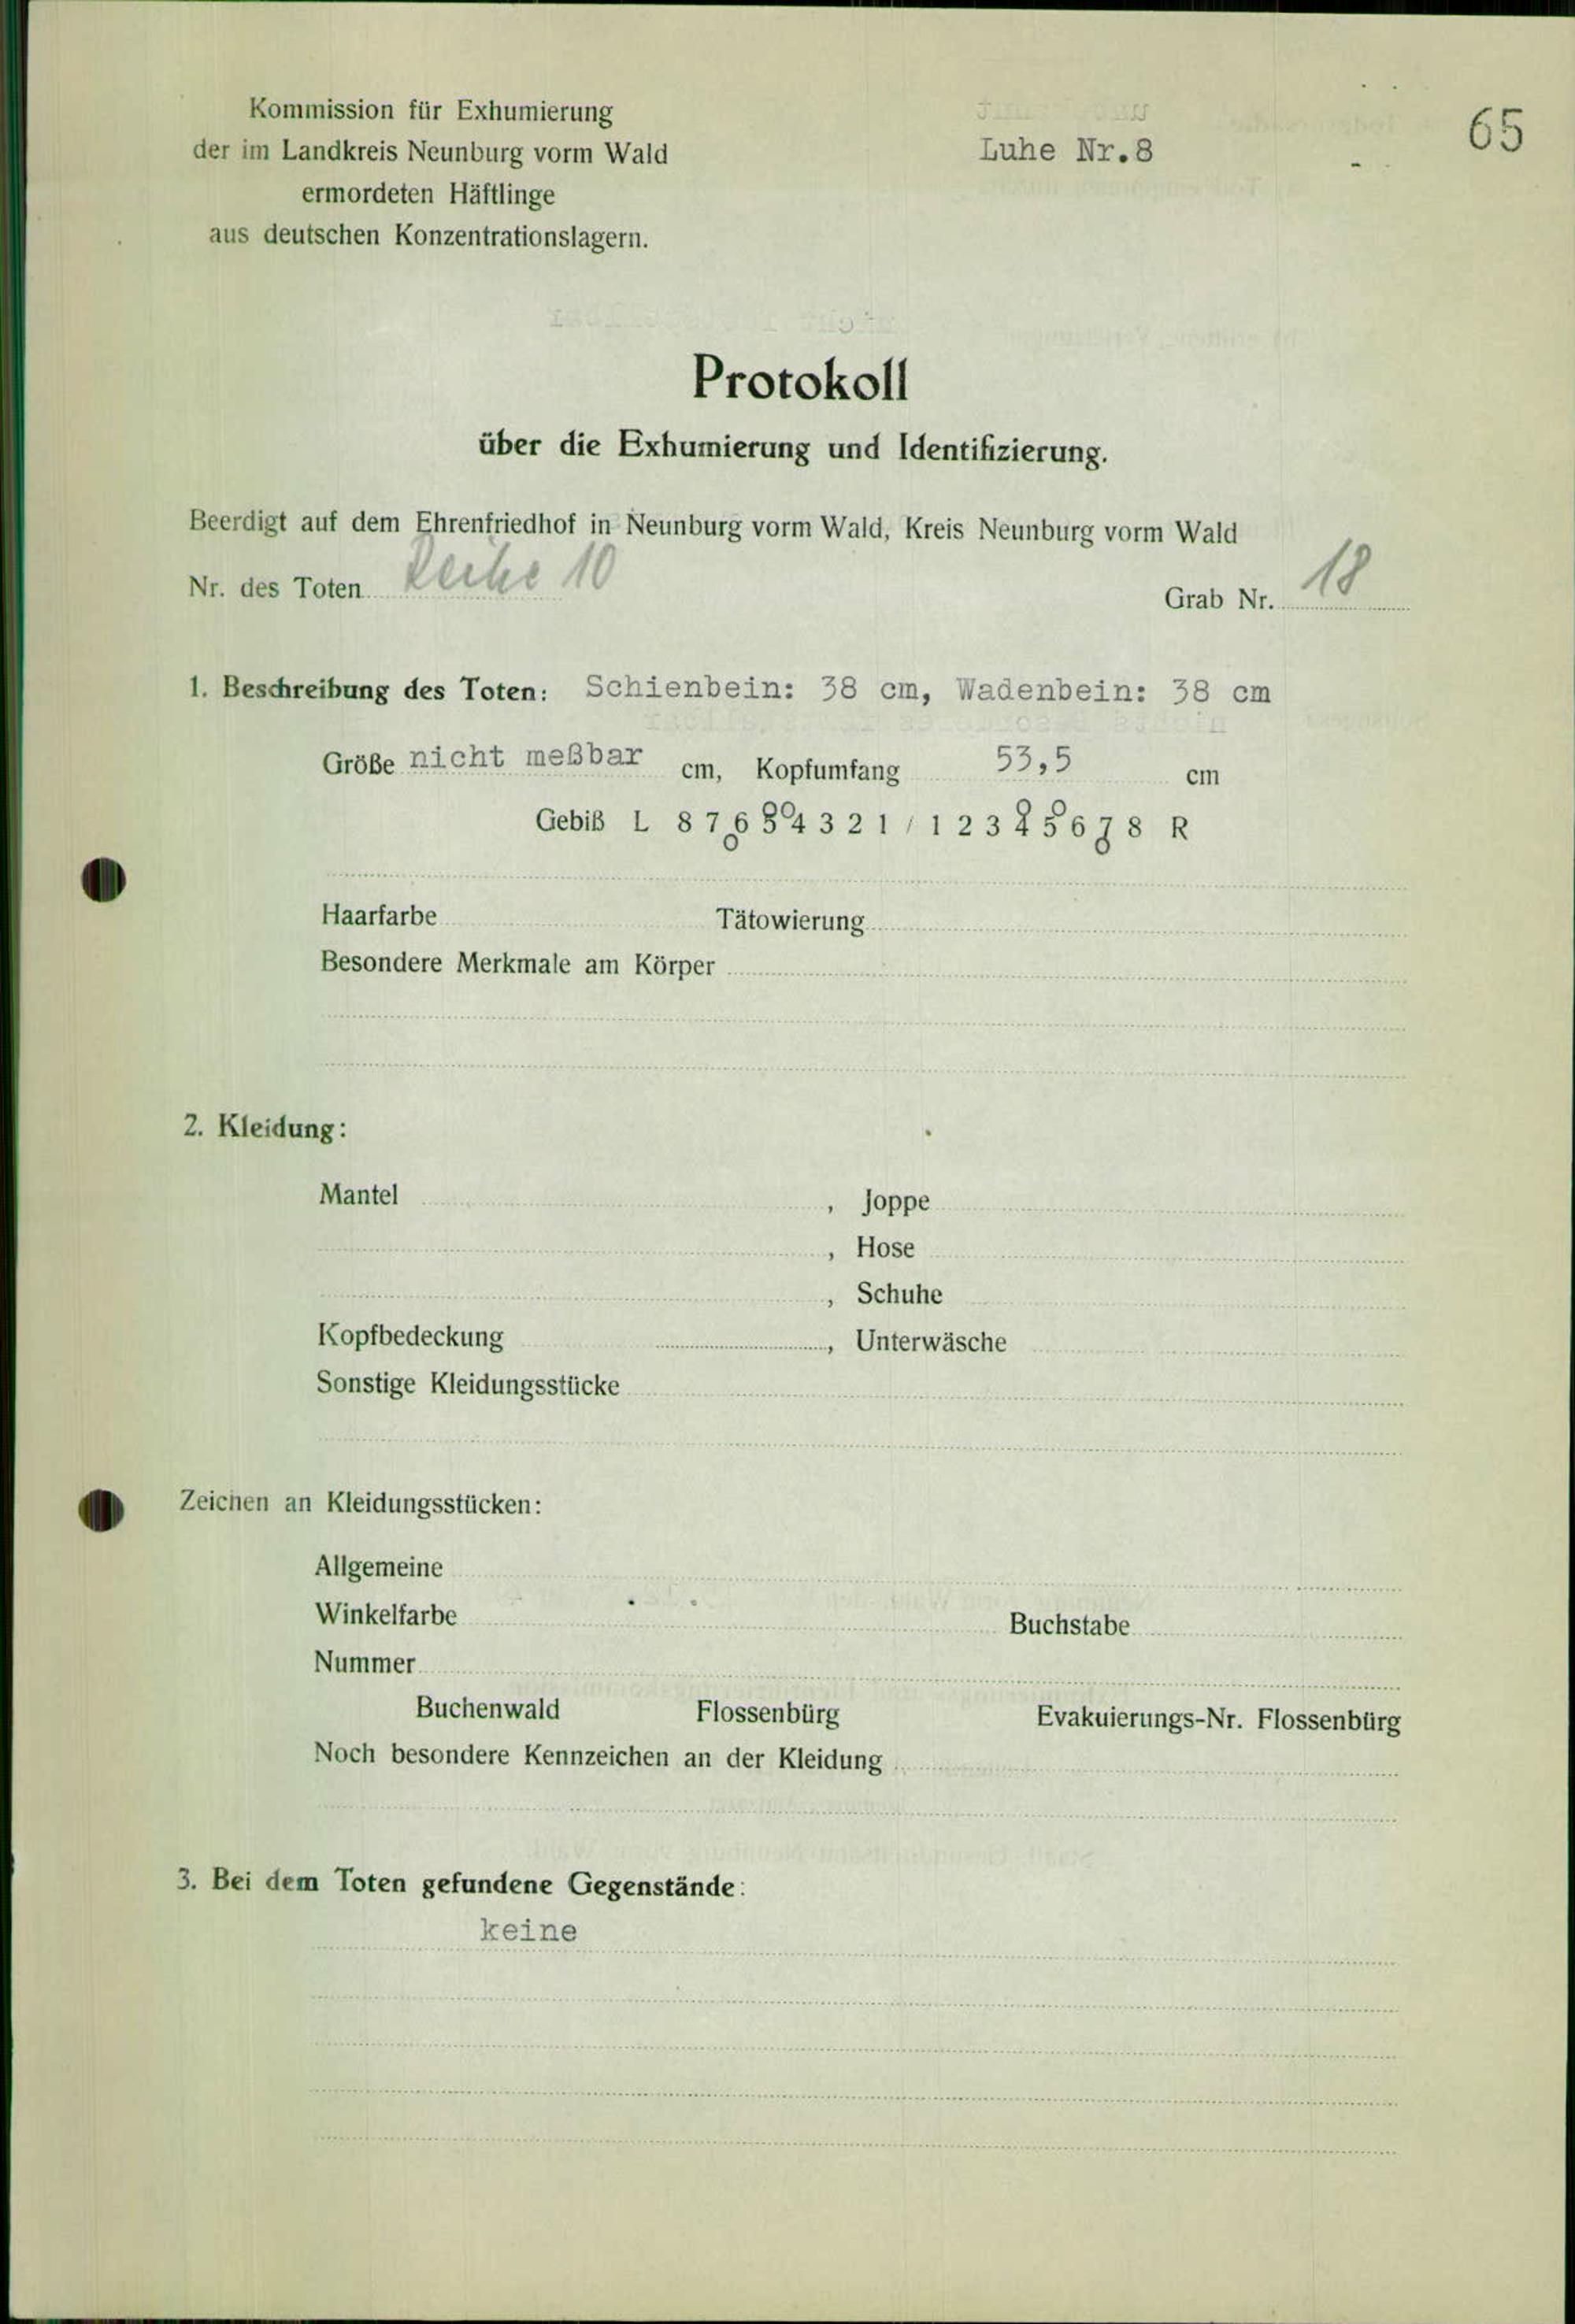 Kommission für Exhumierung
der im Landkreis Neunburg vorm Wald
ermordeten Häftlinge
aus deutschen Konzentrationslagern.
Luhe Nr.8
65
Protokoll
über die Exhumierung und Identifizierung.
Beerdigt auf dem Ehrenfriedhof in Neunburg vorm Wald, Kreis Neunburg vorm Wald
Nr. des Toten Reihe 10 Grab Nr. 18
1. Beschreibung des Toten: Schienbein: 38 cm, Wadenbein: 38 cm
Größe nicht meßbar cm, Kopfumfang 53,5 cm
Gebiß L 8 7 6 5 4 3 2 1 / 1 2 3 4 5 6 7 8 R
Haarfarbe Tätowierung
Besondere Merkmale am Körper
2. Kleidung:
Mantel , Joppe
, Hose
, Schuhe
Kopfbedeckung , Unterwäsche
Sonstige Kleidungsstücke
Zeichen an Kleidungsstücken:
Allgemeine
Winkelfarbe Buchstabe
Nummer
Buchenwald Flossenbürg Evakuierungs-Nr. Flossenbürg
Noch besondere Kennzeichen an der Kleidung
3. Bei dem Toten gefundene Gegenstände:
keine